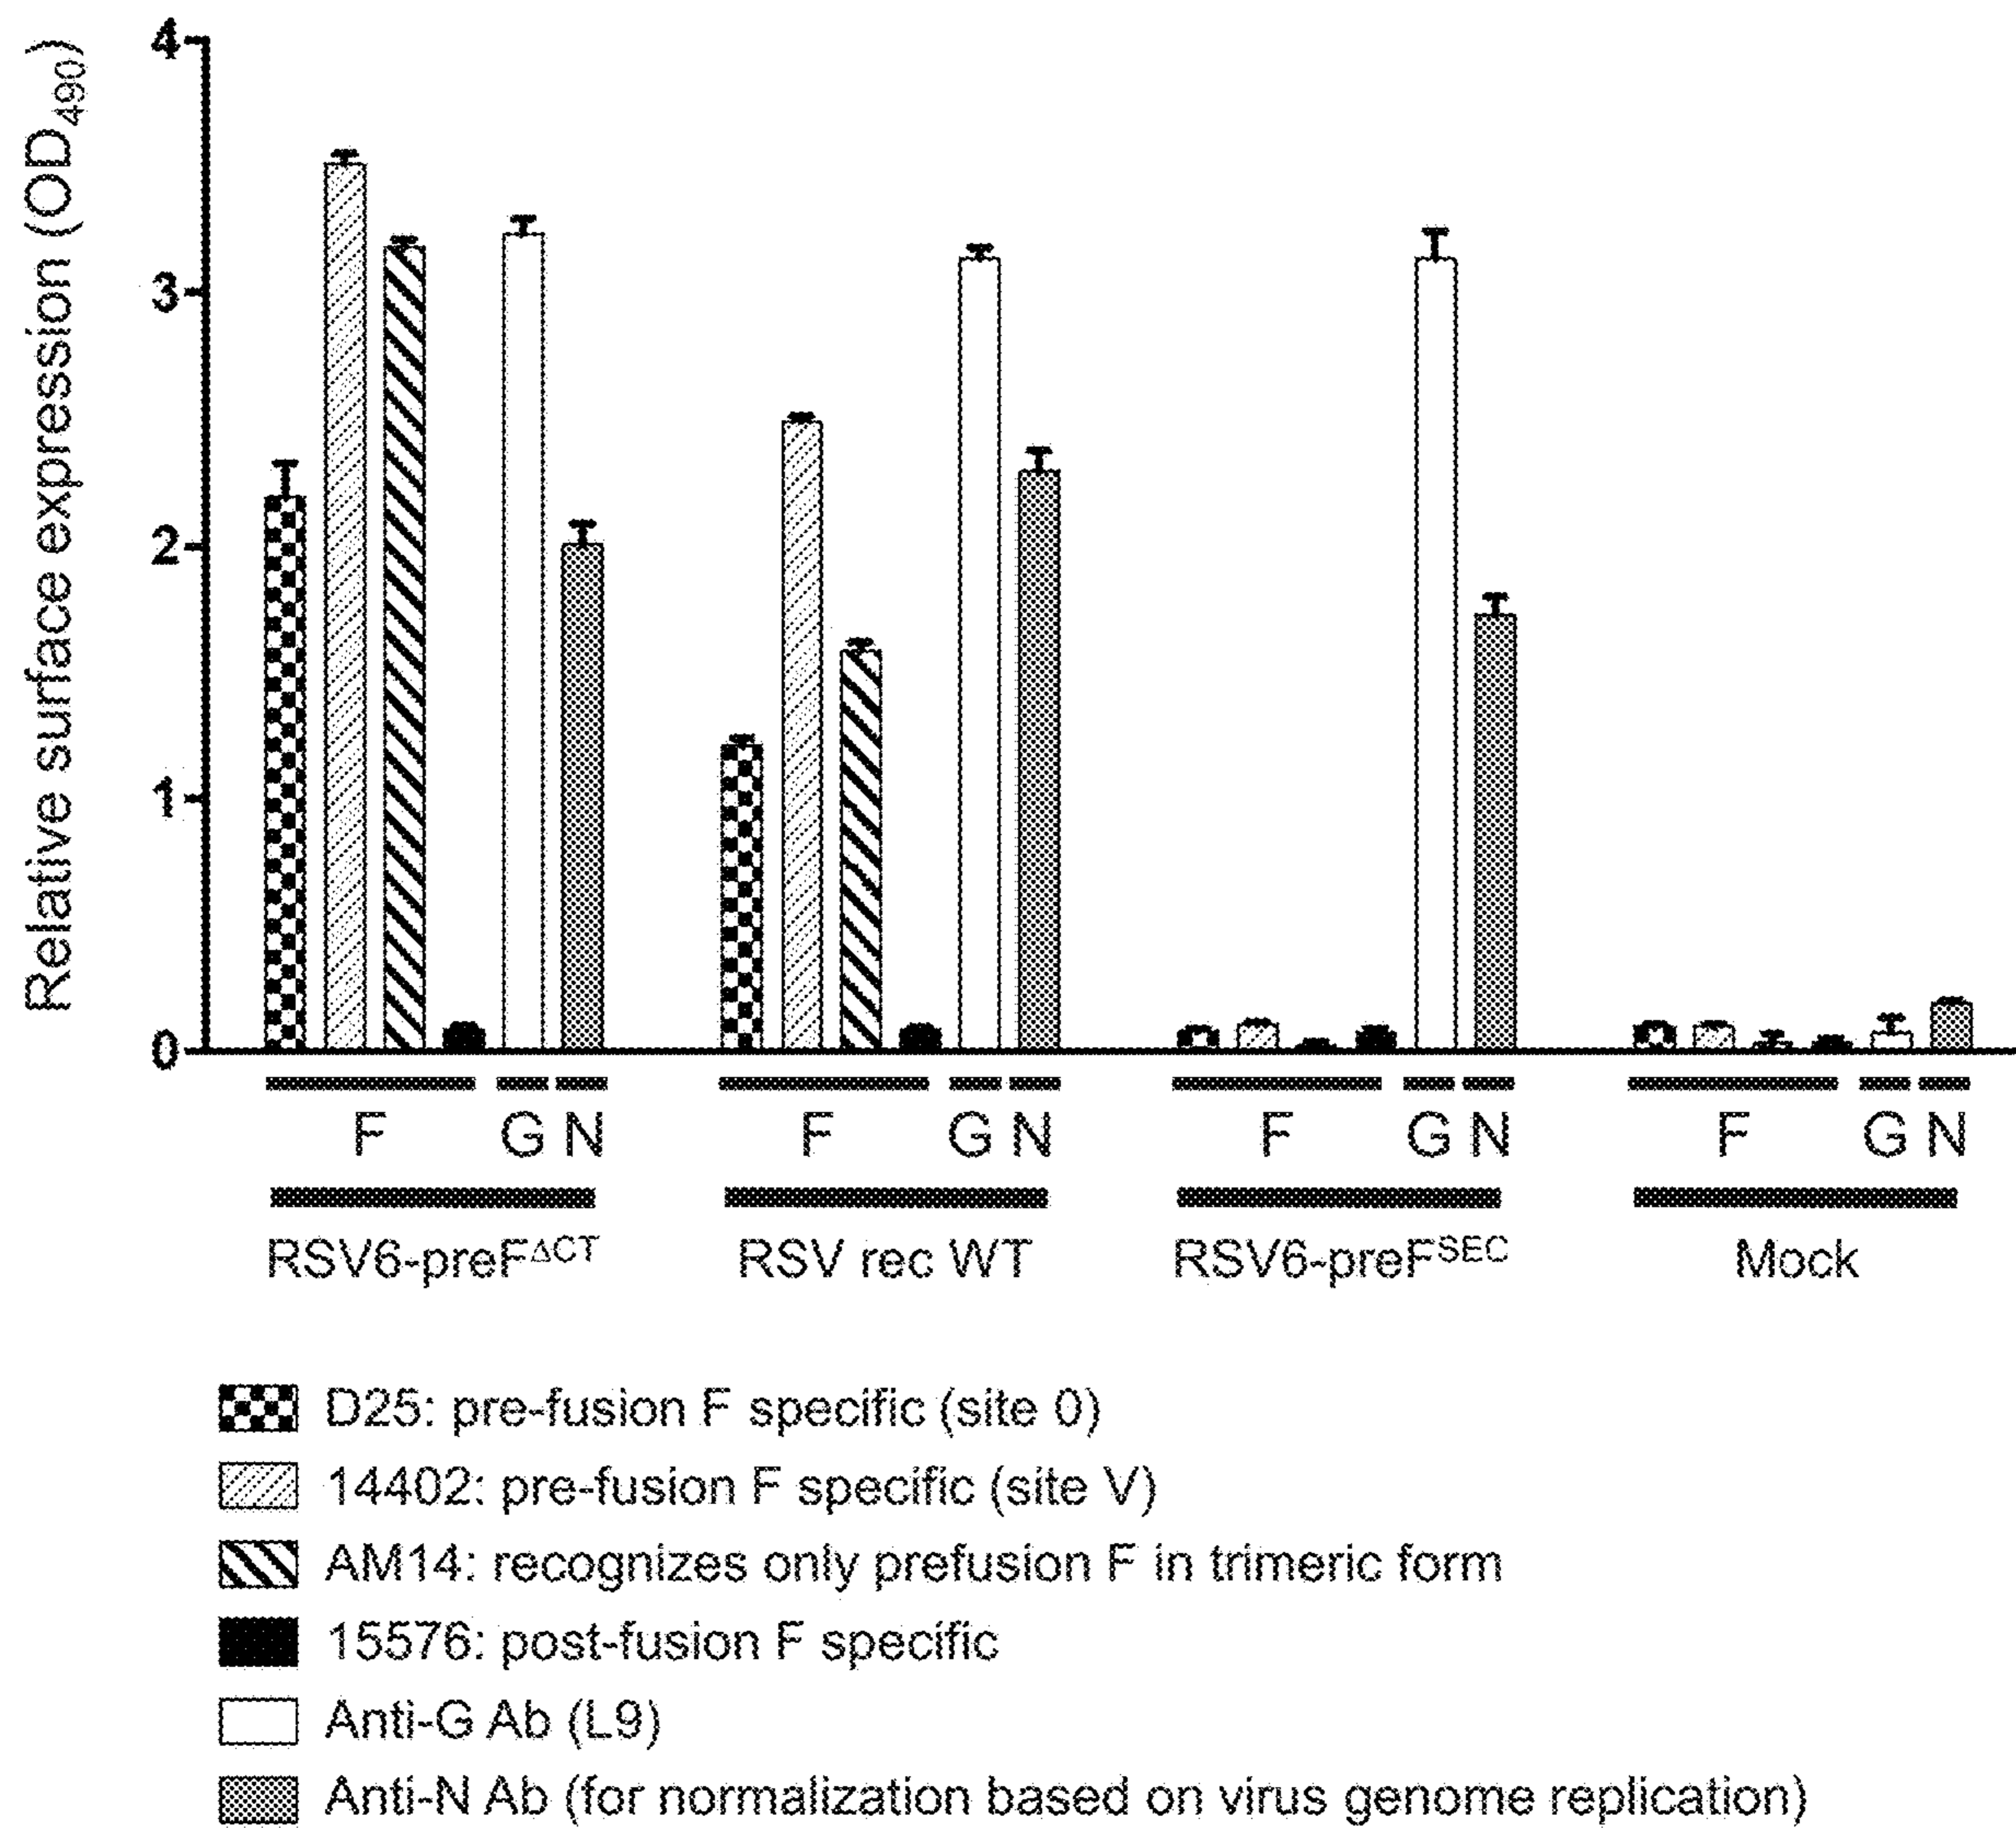 Relative surface expression (OD490)
4
3
2
1
0
F G N F G N F G N F G N
RSV6-preFΔCT RSV rec WT RSV6-preFSEC Mock
D25: pre-fusion F specific (site 0)
14402: pre-fusion F specific (site V)
AM14: recognizes only prefusion F in trimeric form
15576: post-fusion F specific
Anti-G Ab (L9)
Anti-N Ab (for normalization based on virus genome replication)